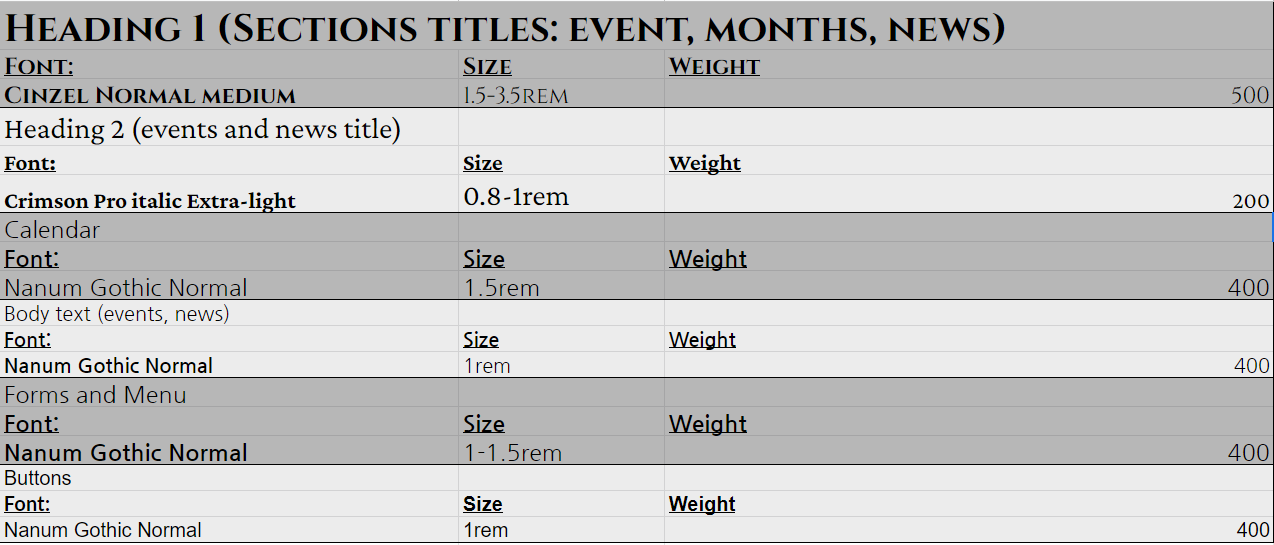 Heading 1 (Sections titles: event, months, news)
Font: Size Weight
Cinzel Normal medium 1.5-3.5rem 500
Heading 2 (events and news title)
Font: Size Weight
Crimson Pro italic Extra-light 0.8-1rem 200
Calendar
Font: Size Weight
Nanum Gothic Normal 1.5rem 400
Body text (events, news)
Font: Size Weight
Nanum Gothic Normal 1rem 400
Forms and Menu
Font: Size Weight
Nanum Gothic Normal 1-1.5rem 400
Buttons
Font: Size Weight
Nanum Gothic Normal 1rem 400